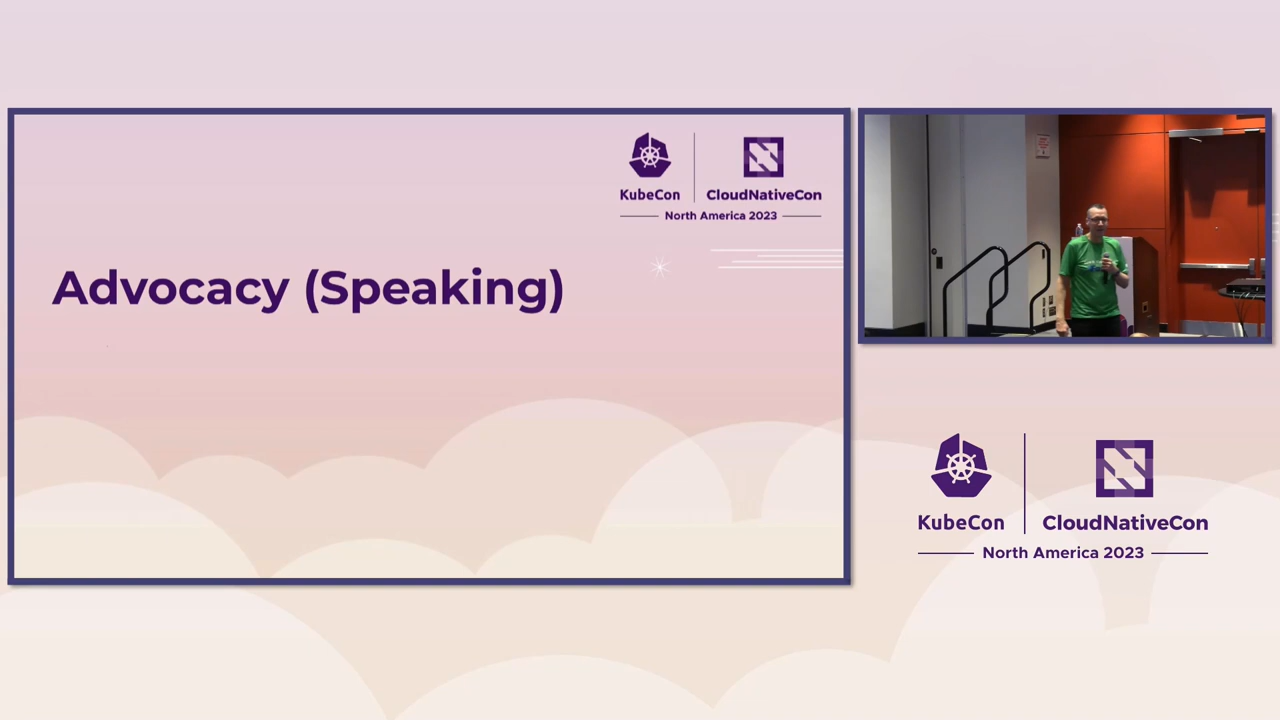 KubeCon
CloudNativeCon
North America 2023
Advocacy (Speaking)
KubeCon
CloudNativeCon
North America 2023